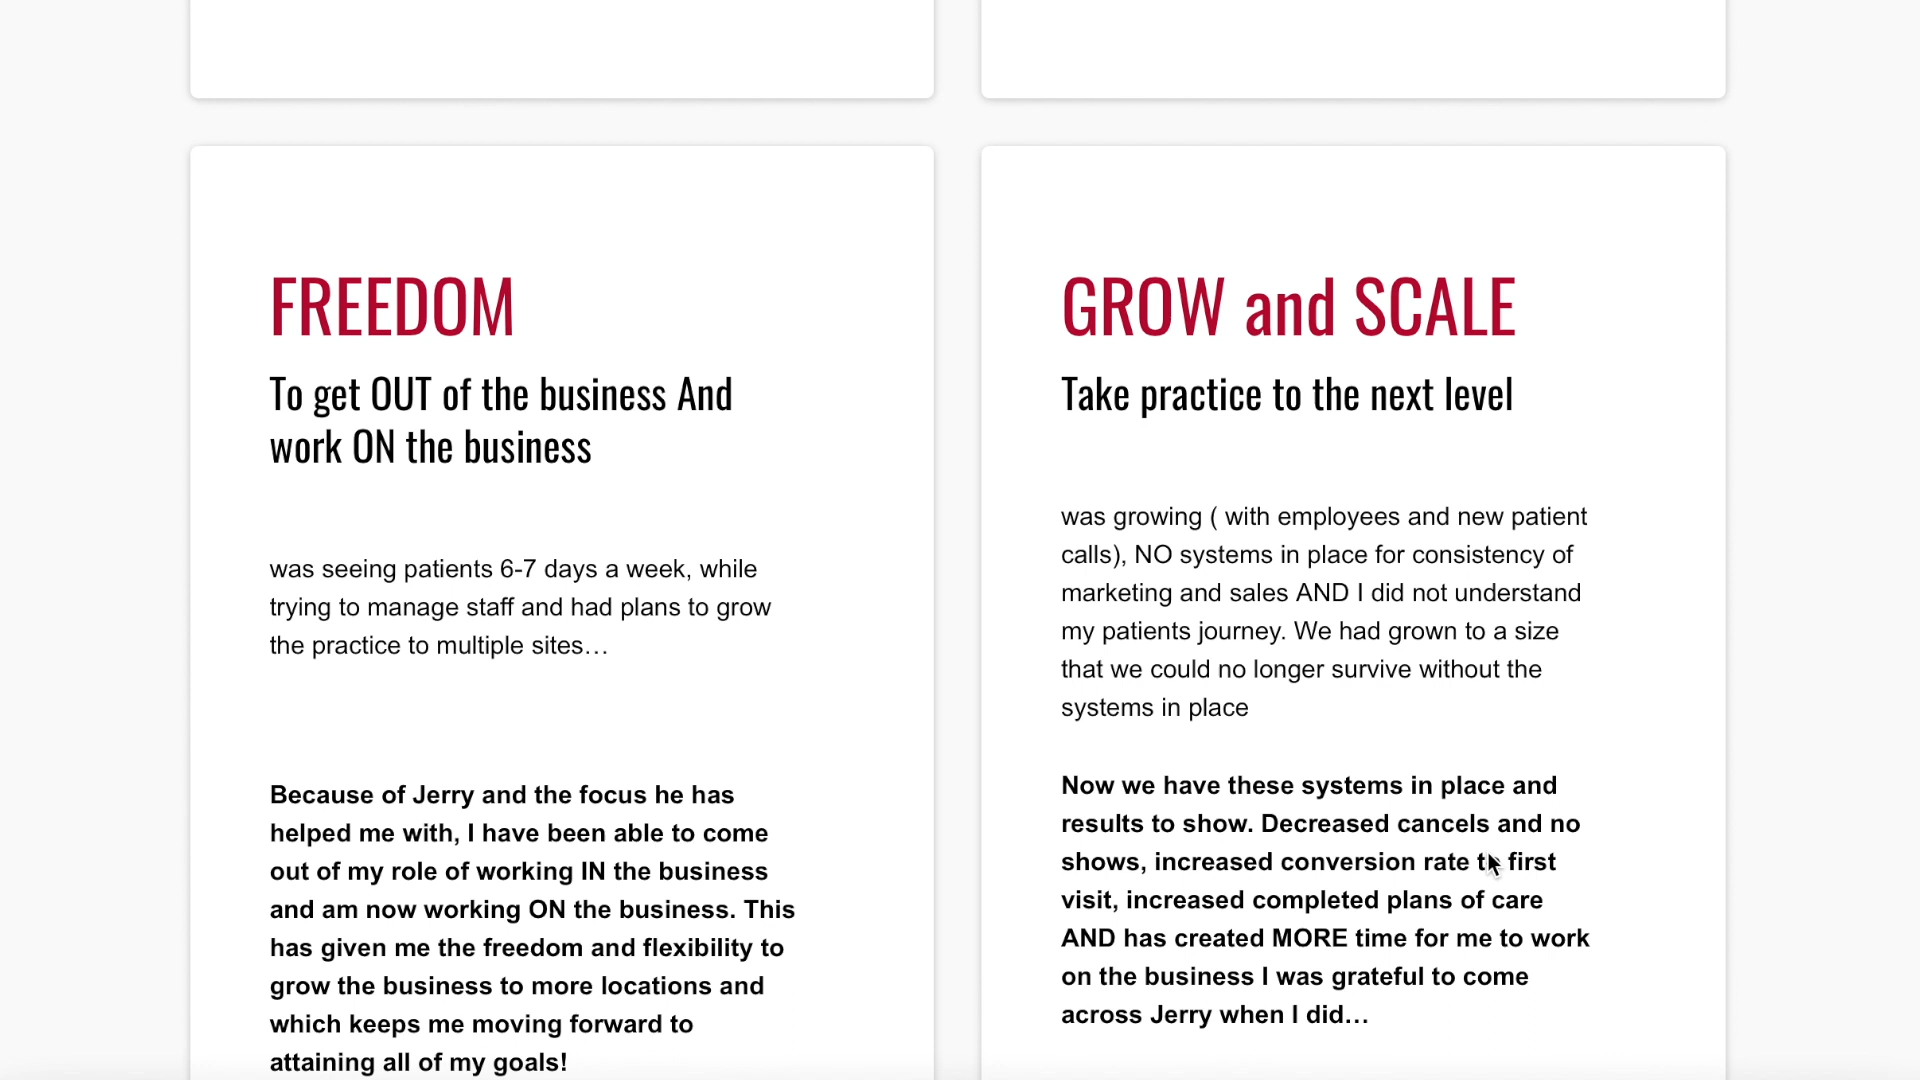 FREEDOM
To get OUT of the business And
work ON the business
was seeing patients 6-7 days a week, while
trying to manage staff and had plans to grow
the practice to multiple sites…
Because of Jerry and the focus he has
helped me with, I have been able to come
out of my role of working IN the business
and am now working ON the business. This
has given me the freedom and flexibility to
grow the business to more locations and
which keeps me moving forward to
attaining all of my goals!
GROW and SCALE
Take practice to the next level
was growing ( with employees and new patient
calls), NO systems in place for consistency of
marketing and sales AND I did not understand
my patients journey. We had grown to a size
that we could no longer survive without the
systems in place
Now we have these systems in place and
results to show. Decreased cancels and no
shows, increased conversion rate to first
visit, increased completed plans of care
AND has created MORE time for me to work
on the business I was grateful to come
across Jerry when I did…